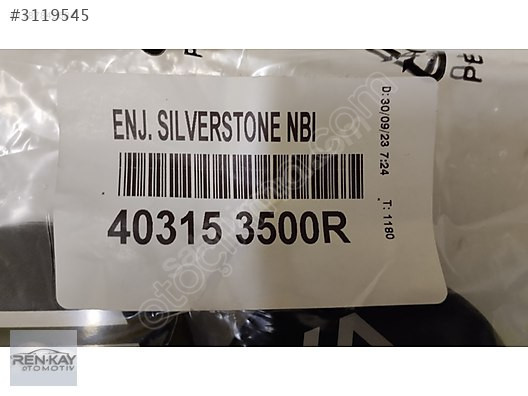 #3119545
ENJ. SILVERSTONE NBI
40315 3500R
D: 30/09/23 7:24
T: 1180
REN-KAY
OTOMOTİV